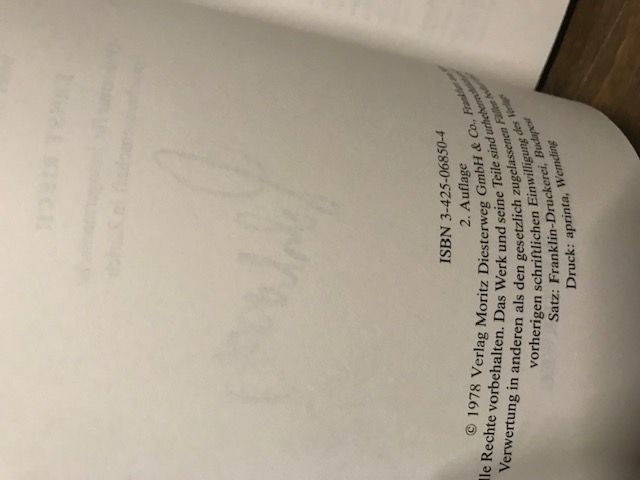 ISBN 3-425-06850-4
2. Auflage
© 1978 Verlag Moritz Diesterweg GmbH & Co., Frankfurt
lle Rechte vorbehalten. Das Werk und seine Teile sind urheberrechtlich
Verwertung in anderen als den gesetzlich zugelassenen Fällen
vorherigen schriftlichen Einwilligung des Verlags
Satz: Franklin-Druckerei, Budapest
Druck: aprinta, Wemding